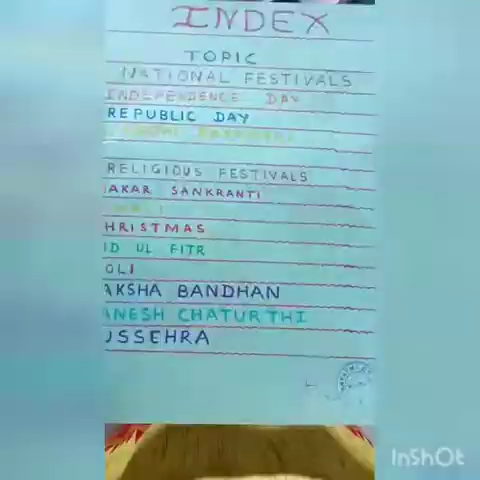 INDEX
TOPIC
NATIONAL FESTIVALS
INDEPENDENCE DAY
REPUBLIC DAY
RELIGIOUS FESTIVALS
AKAR SANKRANTI
HRISTMAS
ID UL FITR
OLI
AKSHA BANDHAN
ANESH CHATURTHI
USSEHRA
InShOt